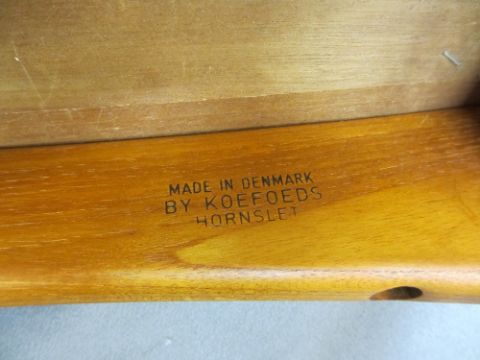 MADE IN DENMARK
BY KOEFOEDS
HORNSLET